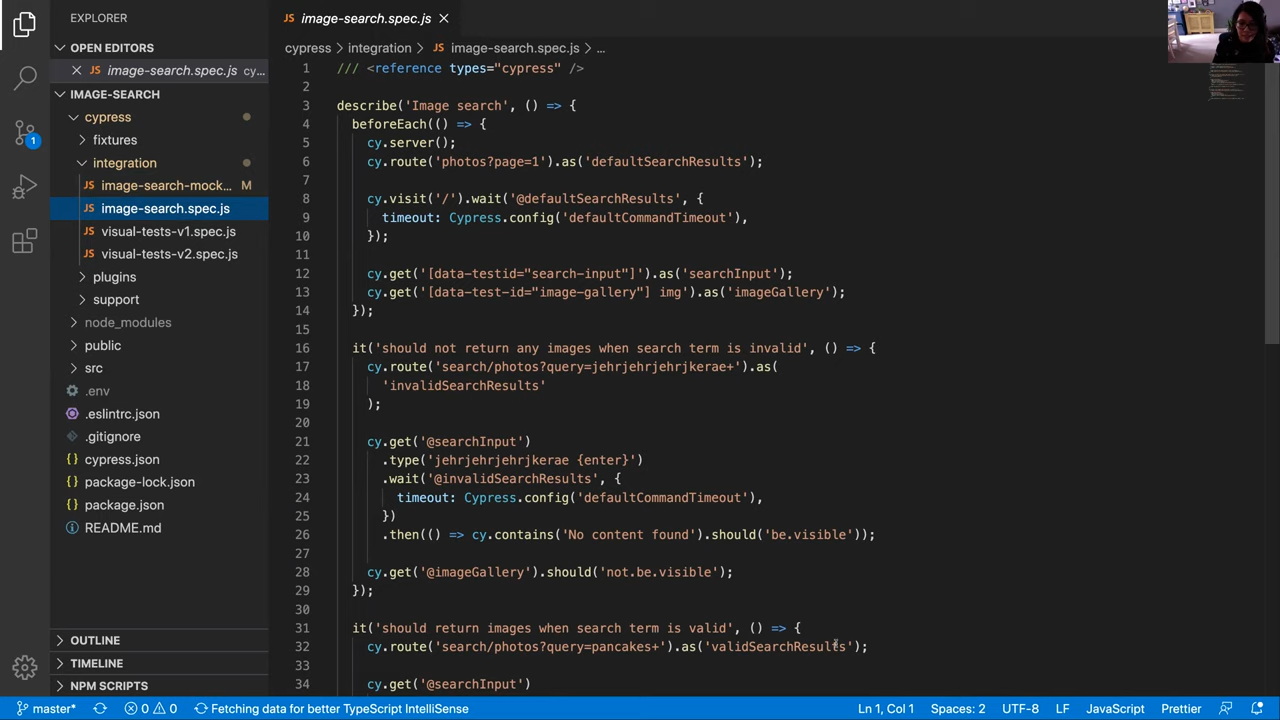 EXPLORER
OPEN EDITORS
JS image-search.spec.js cy...
IMAGE-SEARCH
cypress
fixtures
integration
JS image-search-mock... M
JS image-search.spec.js
JS visual-tests-v1.spec.js
JS visual-tests-v2.spec.js
plugins
support
node_modules
public
src
.env
.eslintrc.json
.gitignore
{} cypress.json
{} package-lock.json
{} package.json
README.md
OUTLINE
TIMELINE
NPM SCRIPTS
1
JS image-search.spec.js
cypress > integration > JS image-search.spec.js > ...
1 /// <reference types="cypress" />
2
3 describe('Image search', () => {
4 beforeEach(() => {
5 cy.server();
6 cy.route('photos?page=1').as('defaultSearchResults');
7
8 cy.visit('/').wait('@defaultSearchResults', {
9 timeout: Cypress.config('defaultCommandTimeout'),
10 });
11
12 cy.get('[data-testid="search-input"]').as('searchInput');
13 cy.get('[data-test-id="image-gallery"] img').as('imageGallery');
14 });
15
16 it('should not return any images when search term is invalid', () => {
17 cy.route('search/photos?query=jehrjehrjehrjkerae+').as(
18 'invalidSearchResults'
19 );
20
21 cy.get('@searchInput')
22 .type('jehrjehrjehrjkerae {enter}')
23 .wait('@invalidSearchResults', {
24 timeout: Cypress.config('defaultCommandTimeout'),
25 })
26 .then(() => cy.contains('No content found').should('be.visible'));
27
28 cy.get('@imageGallery').should('not.be.visible');
29 });
30
31 it('should return images when search term is valid', () => {
32 cy.route('search/photos?query=pancakes+').as('validSearchResults');
33
34 cy.get('@searchInput')
master* 0 0 Fetching data for better TypeScript IntelliSense Ln 1, Col 1 Spaces: 2 UTF-8 LF JavaScript Prettier